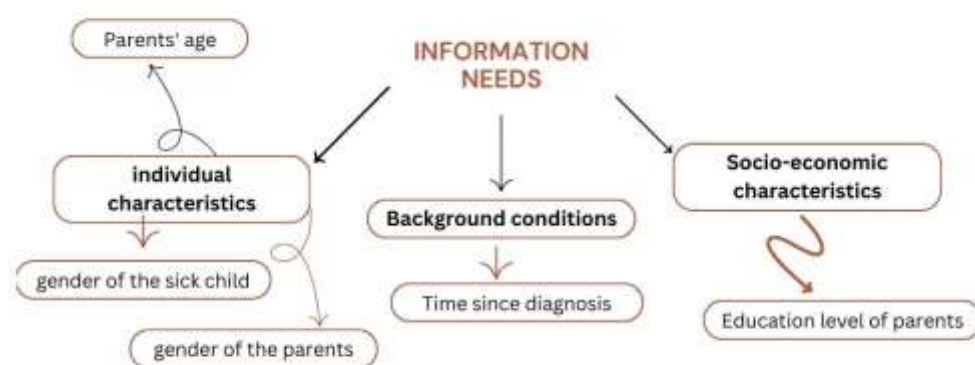 Parents' age
INFORMATION
NEEDS
individual
characteristics
Socio-economic
characteristics
Background conditions
gender of the sick child
Time since diagnosis
Education level of parents
gender of the parents